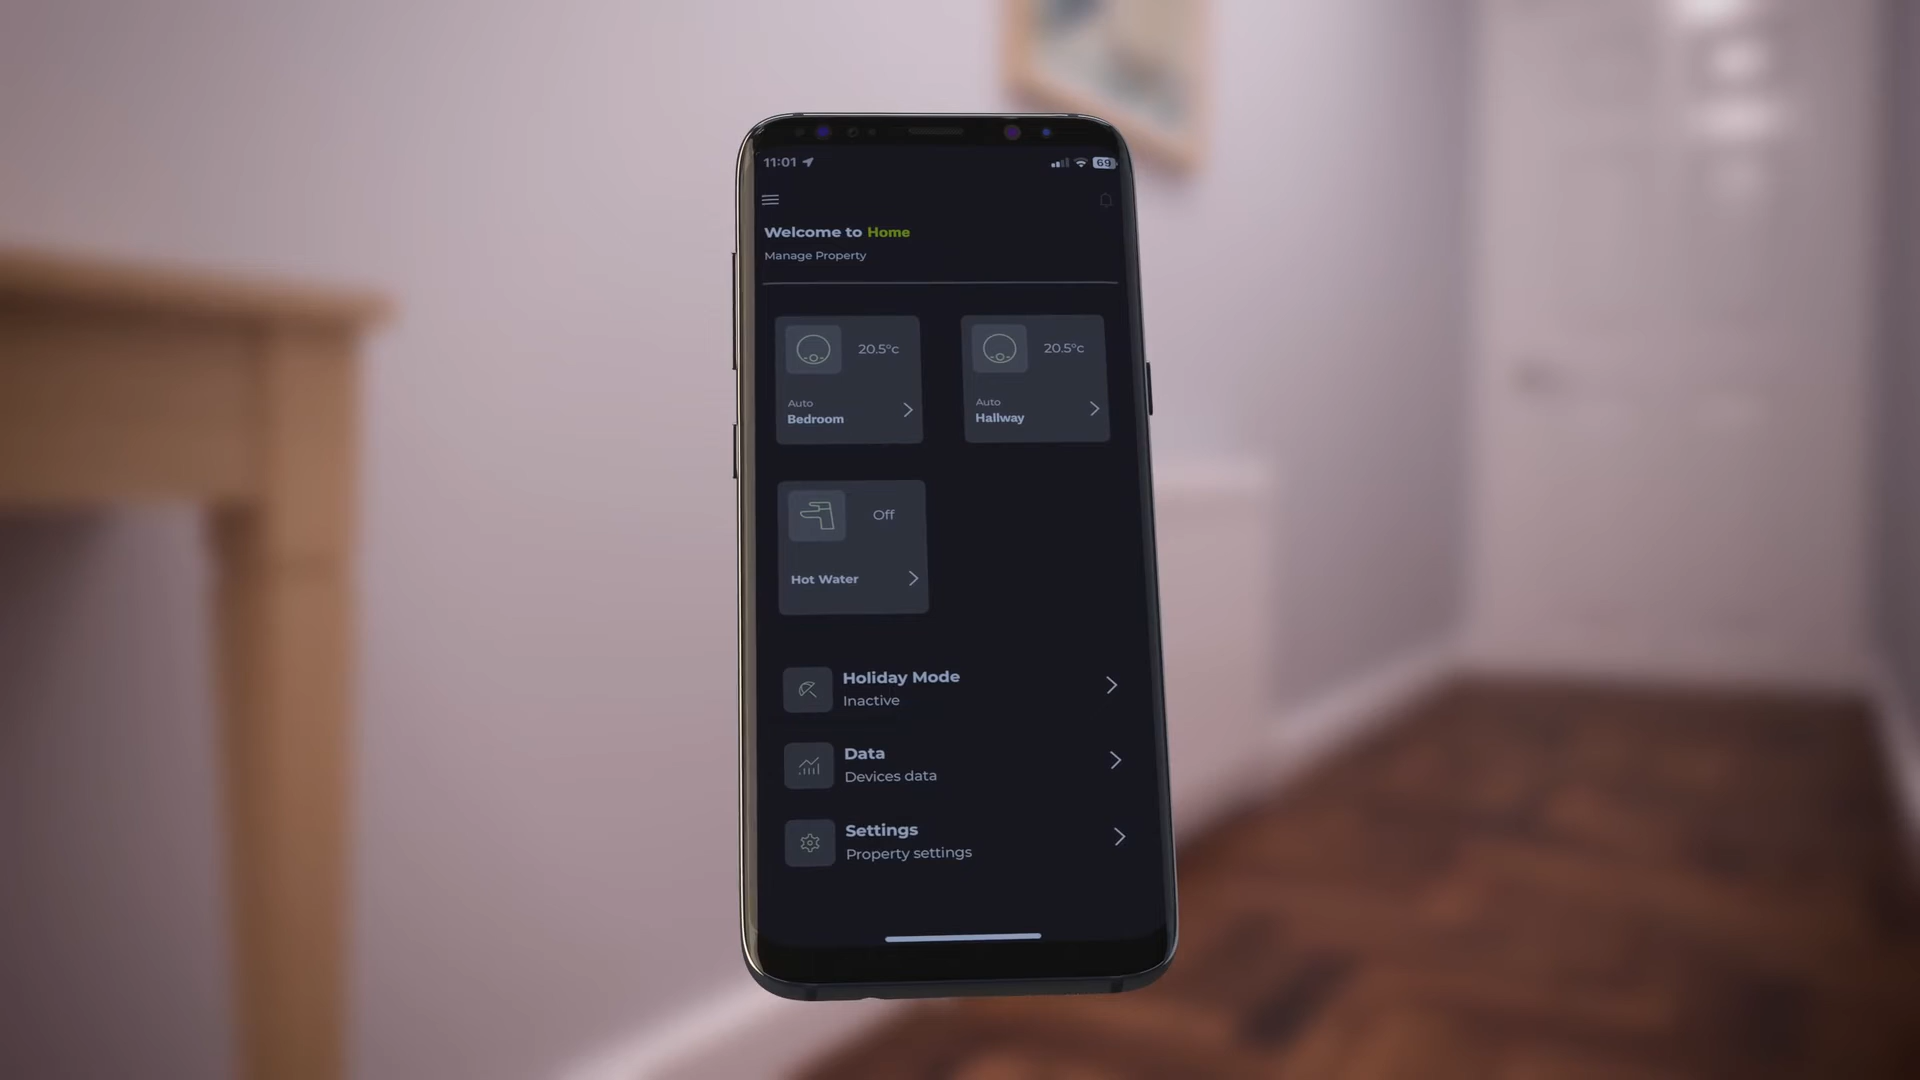 11:01
69
Welcome to Home
Manage Property
20.5°c
Auto
Bedroom
20.5°c
Auto
Hallway
Off
Hot Water
Holiday Mode
Inactive
Data
Devices data
Settings
Property settings